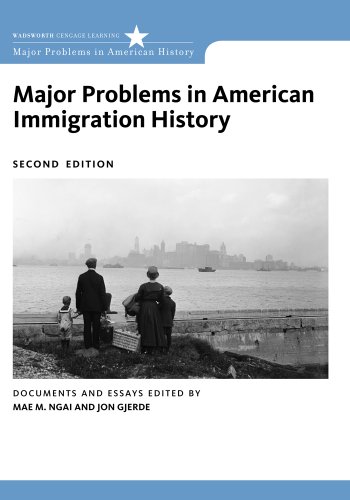 WADSWORTH CENGAGE LEARNING
Major Problems in American History
Major Problems in American
Immigration History
SECOND EDITION
DOCUMENTS AND ESSAYS EDITED BY
MAE M. NGAI AND JON GJERDE